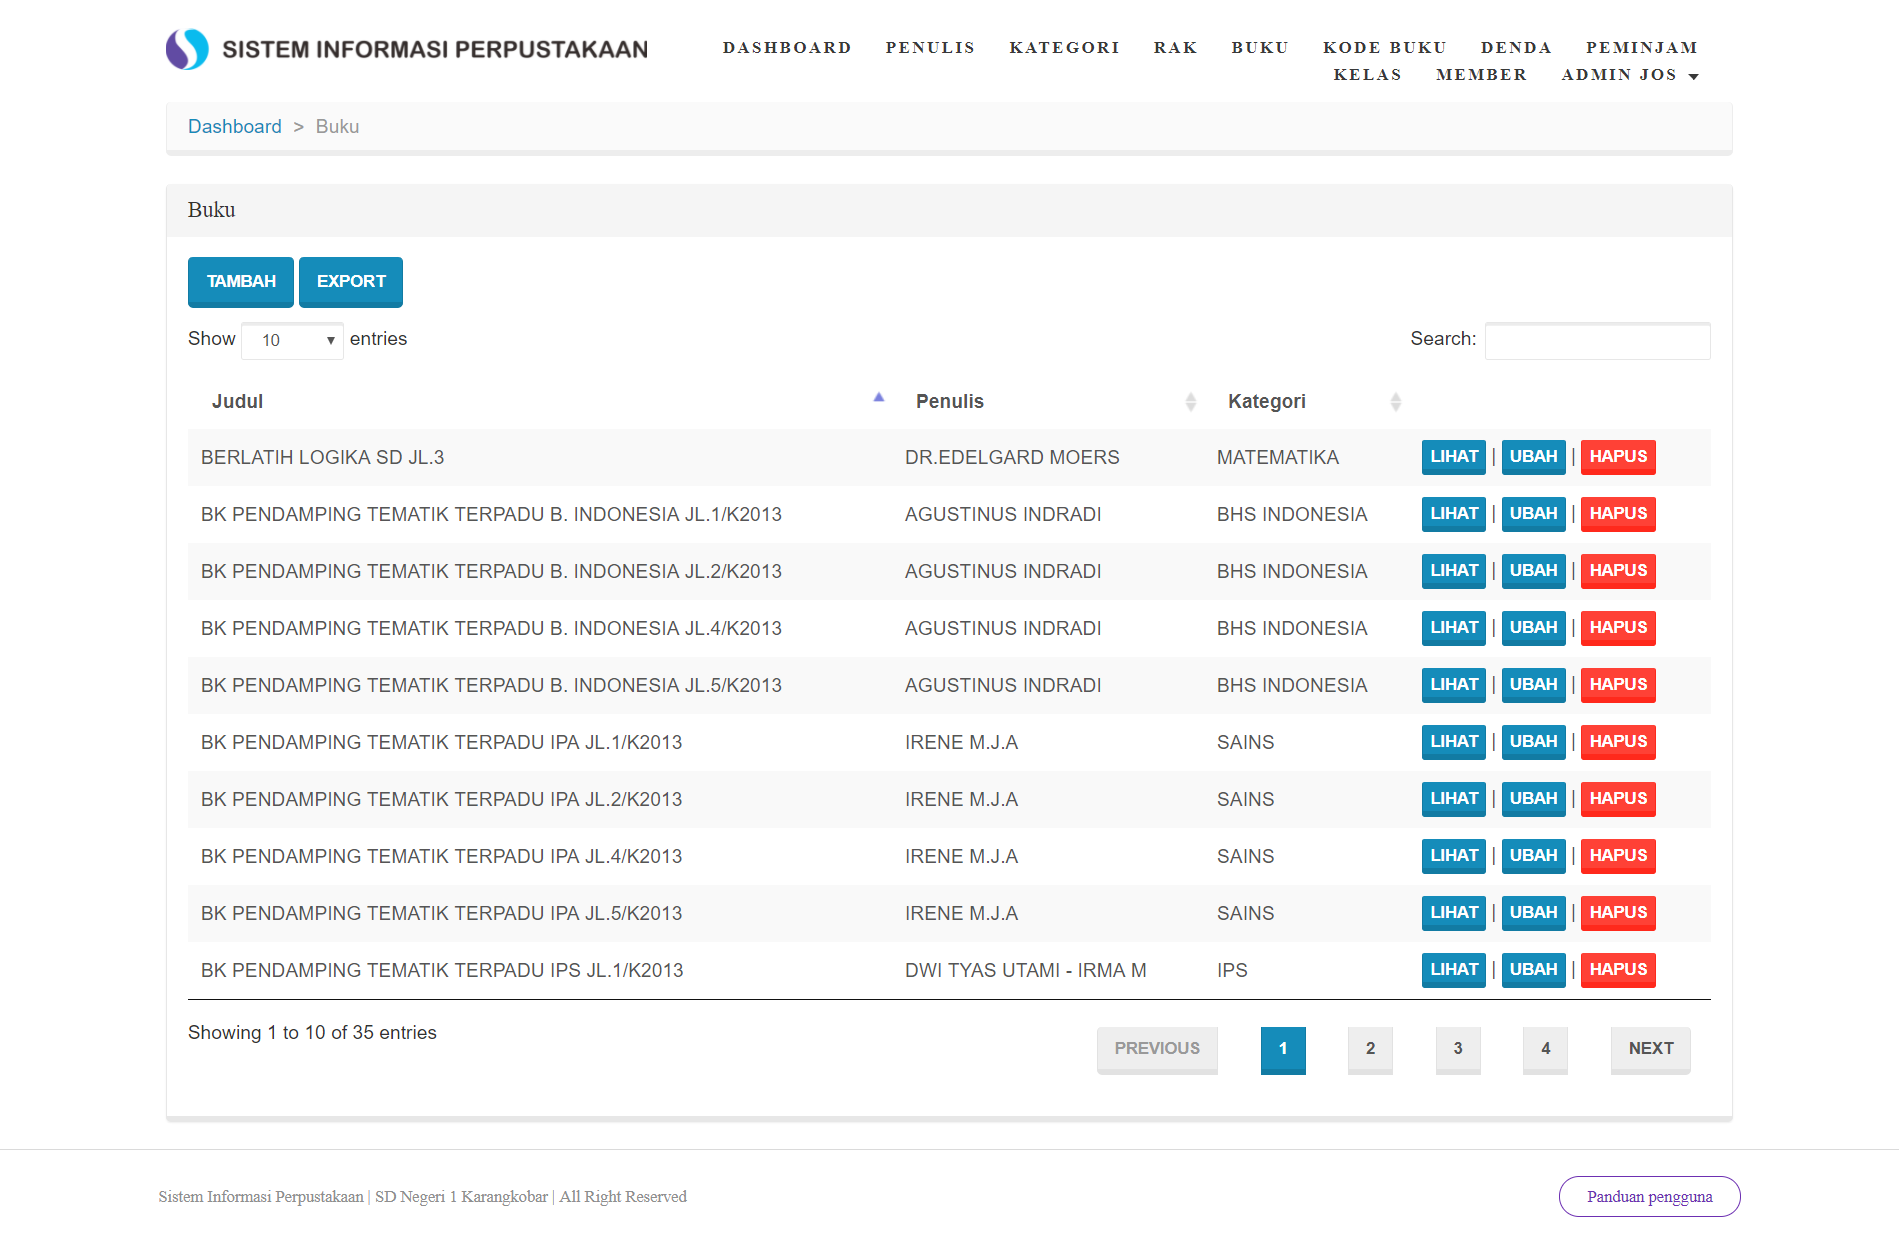 SISTEM INFORMASI PERPUSTAKAAN
DASHBOARD PENULIS KATEGORI RAK BUKU KODE BUKU DENDA PEMINJAM
KELAS MEMBER ADMIN JOS
Dashboard > Buku
Buku
TAMBAH EXPORT
Show 10 entries Search:
Judul Penulis Kategori
BERLATIH LOGIKA SD JL.3 DR.EDELGARD MOERS MATEMATIKA LIHAT | UBAH | HAPUS
BK PENDAMPING TEMATIK TERPADU B. INDONESIA JL.1/K2013 AGUSTINUS INDRADI BHS INDONESIA LIHAT | UBAH | HAPUS
BK PENDAMPING TEMATIK TERPADU B. INDONESIA JL.2/K2013 AGUSTINUS INDRADI BHS INDONESIA LIHAT | UBAH | HAPUS
BK PENDAMPING TEMATIK TERPADU B. INDONESIA JL.4/K2013 AGUSTINUS INDRADI BHS INDONESIA LIHAT | UBAH | HAPUS
BK PENDAMPING TEMATIK TERPADU B. INDONESIA JL.5/K2013 AGUSTINUS INDRADI BHS INDONESIA LIHAT | UBAH | HAPUS
BK PENDAMPING TEMATIK TERPADU IPA JL.1/K2013 IRENE M.J.A SAINS LIHAT | UBAH | HAPUS
BK PENDAMPING TEMATIK TERPADU IPA JL.2/K2013 IRENE M.J.A SAINS LIHAT | UBAH | HAPUS
BK PENDAMPING TEMATIK TERPADU IPA JL.4/K2013 IRENE M.J.A SAINS LIHAT | UBAH | HAPUS
BK PENDAMPING TEMATIK TERPADU IPA JL.5/K2013 IRENE M.J.A SAINS LIHAT | UBAH | HAPUS
BK PENDAMPING TEMATIK TERPADU IPS JL.1/K2013 DWI TYAS UTAMI - IRMA M IPS LIHAT | UBAH | HAPUS
Showing 1 to 10 of 35 entries PREVIOUS 1 2 3 4 NEXT
Sistem Informasi Perpustakaan | SD Negeri 1 Karangkobar | All Right Reserved Panduan pengguna